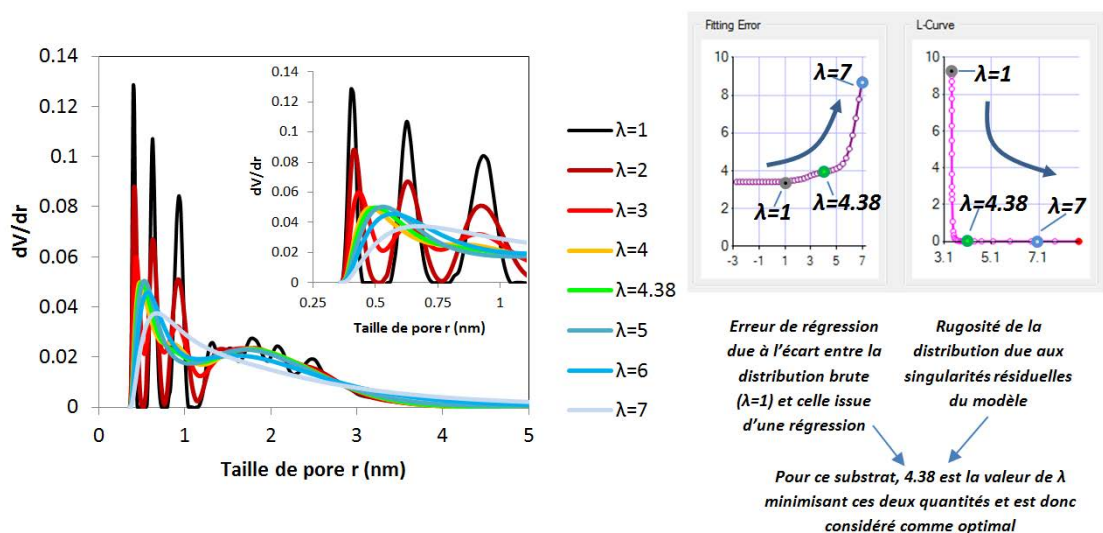 dV/dr
0.14
0.12
0.1
0.08
0.06
0.04
0.02
0
0 1 2 3 4 5
Taille de pore r (nm)
dV/dr
0.14
0.12
0.1
0.08
0.06
0.04
0.02
0
0.25 0.5 0.75 1
Taille de pore r (nm)
λ=1
λ=2
λ=3
λ=4
λ=4.38
λ=5
λ=6
λ=7
Fitting Error
10
8
6
4
2
0
-3 -1 1 3 5 7
λ=7
λ=1
λ=4.38
L-Curve
10
8
6
4
2
0
3.1 5.1 7.1
λ=1
λ=4.38
λ=7
Erreur de régression
due à l’écart entre la
distribution brute
(λ=1) et celle issue
d’une régression
Rugosité de la
distribution due aux
singularités résiduelles
du modèle
Pour ce substrat, 4.38 est la valeur de λ
minimisant ces deux quantités et est donc
considéré comme optimal